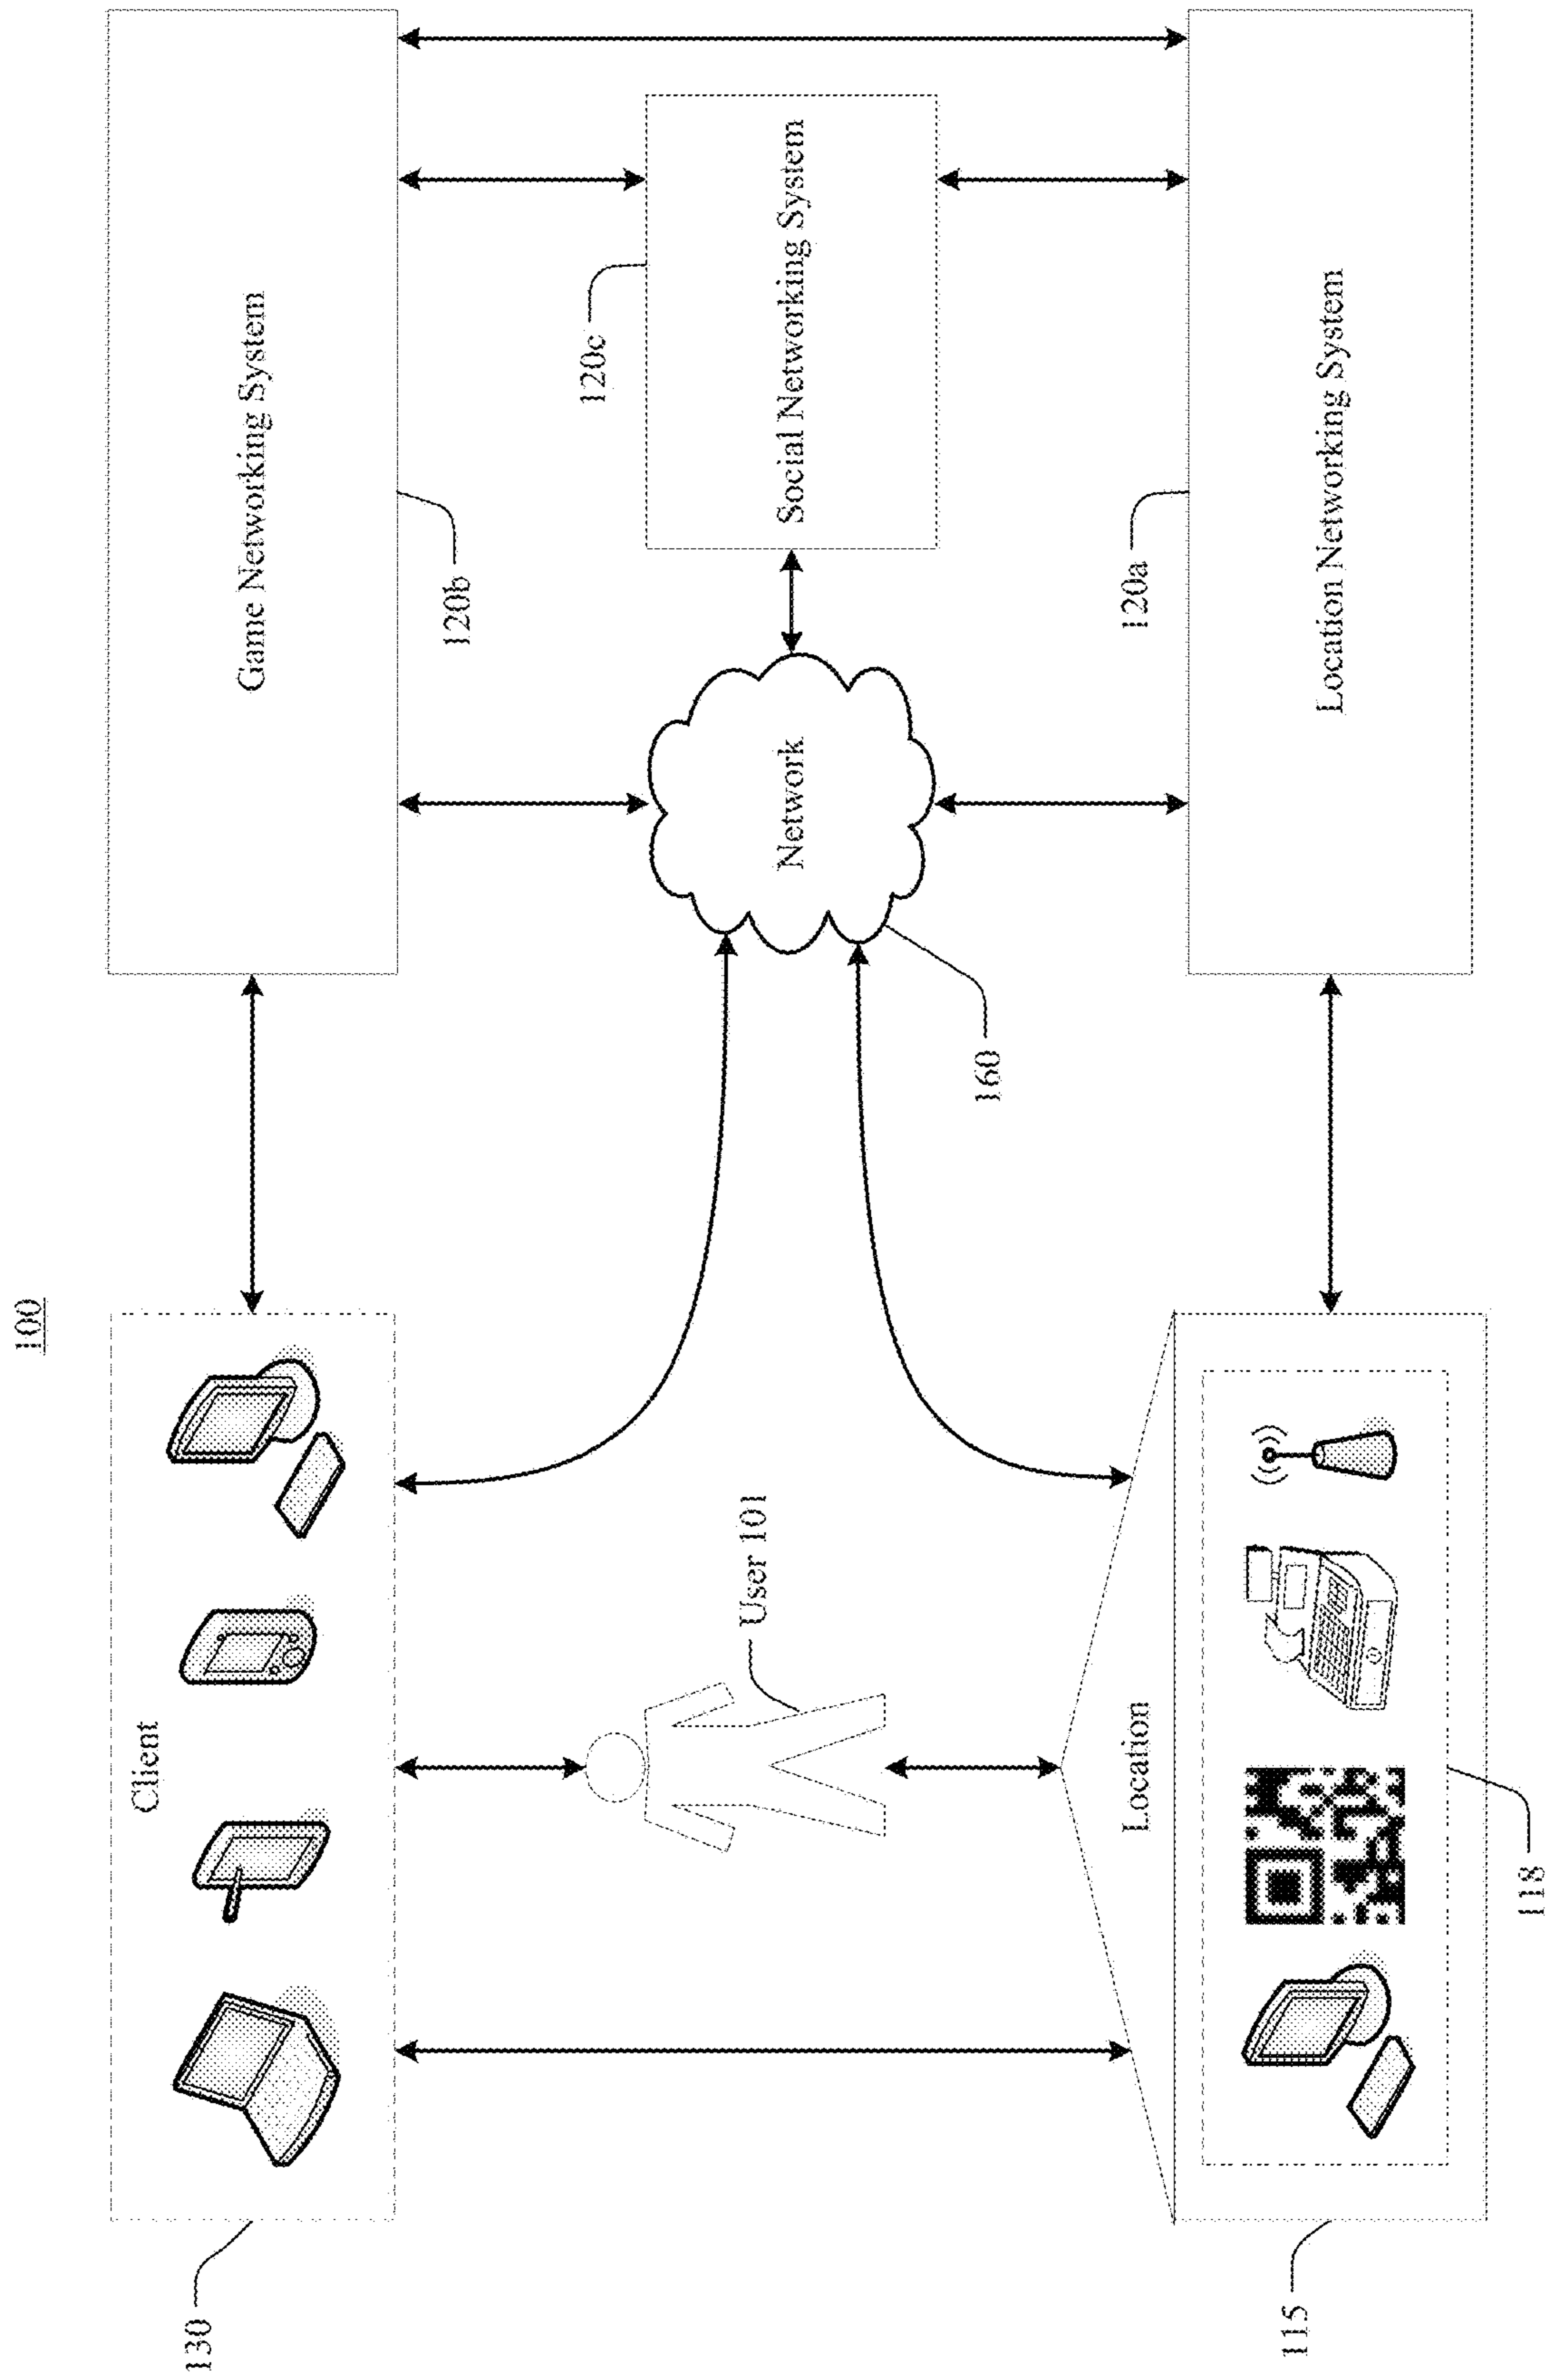 100
130
Client
Game Networking System
120b
User 101
Network
160
120c
Social Networking System
120a
Location Networking System
Location
115
118